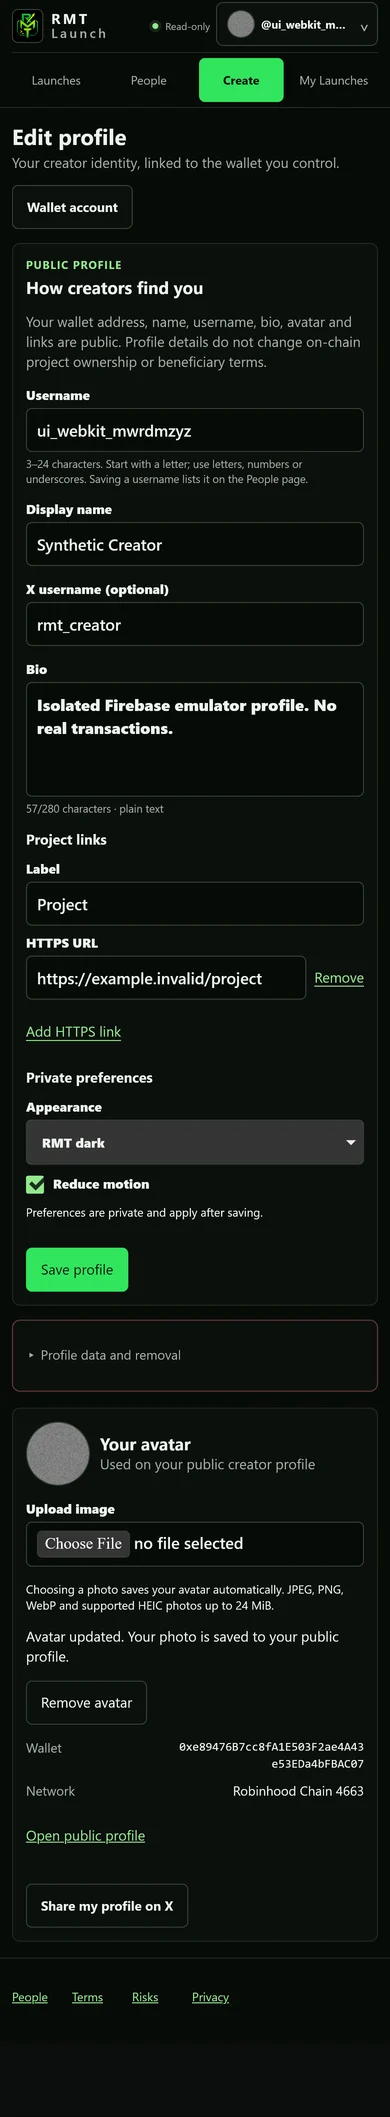 RMT
Launch
Read-only
@ui_webkit_m...
Launches
People
Create
My Launches
Edit profile
Your creator identity, linked to the wallet you control.
Wallet account
PUBLIC PROFILE
How creators find you
Your wallet address, name, username, bio, avatar and
links are public. Profile details do not change on-chain
project ownership or beneficiary terms.
Username
ui_webkit_mwrdmzyz
3–24 characters. Start with a letter; use letters, numbers or
underscores. Saving a username lists it on the People page.
Display name
Synthetic Creator
X username (optional)
rmt_creator
Bio
Isolated Firebase emulator profile. No
real transactions.
57/280 characters · plain text
Project links
Label
Project
HTTPS URL
https://example.invalid/project
Remove
Add HTTPS link
Private preferences
Appearance
RMT dark
Reduce motion
Preferences are private and apply after saving.
Save profile
Profile data and removal
Your avatar
Used on your public creator profile
Upload image
Choose File no file selected
Choosing a photo saves your avatar automatically. JPEG, PNG,
WebP and supported HEIC photos up to 24 MiB.
Avatar updated. Your photo is saved to your public
profile.
Remove avatar
Wallet
0xe89476B7cc8fA1E503F2ae4A43
e53EDa4bFBAC07
Network
Robinhood Chain 4663
Open public profile
Share my profile on X
People
Terms
Risks
Privacy